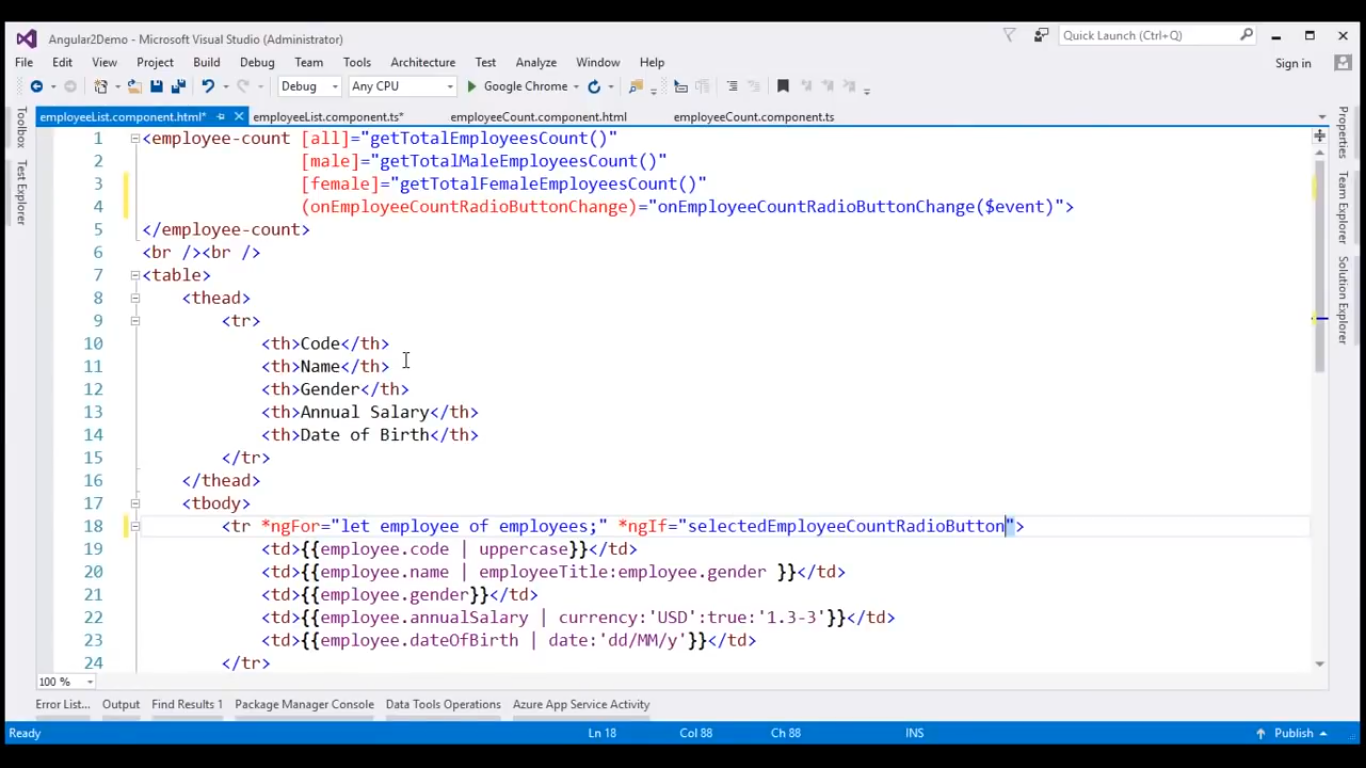 Angular2Demo - Microsoft Visual Studio (Administrator)
Quick Launch (Ctrl+Q)
File Edit View Project Build Debug Team Tools Architecture Test Analyze Window Help
Sign in
Debug Any CPU Google Chrome
Toolbox
Test Explorer
employeeList.component.html* employeeList.component.ts* employeeCount.component.html employeeCount.component.ts
1 <employee-count [all]="getTotalEmployeesCount()"
2 [male]="getTotalMaleEmployeesCount()"
3 [female]="getTotalFemaleEmployeesCount()"
4 (onEmployeeCountRadioButtonChange)="onEmployeeCountRadioButtonChange($event)">
5 </employee-count>
6 <br /><br />
7 <table>
8 <thead>
9 <tr>
10 <th>Code</th>
11 <th>Name</th>
12 <th>Gender</th>
13 <th>Annual Salary</th>
14 <th>Date of Birth</th>
15 </tr>
16 </thead>
17 <tbody>
18 <tr *ngFor="let employee of employees;" *ngIf="selectedEmployeeCountRadioButton">
19 <td>{{employee.code | uppercase}}</td>
20 <td>{{employee.name | employeeTitle:employee.gender }}</td>
21 <td>{{employee.gender}}</td>
22 <td>{{employee.annualSalary | currency:'USD':true:'1.3-3'}}</td>
23 <td>{{employee.dateOfBirth | date:'dd/MM/y'}}</td>
24 </tr>
Properties
Team Explorer
Solution Explorer
100 %
Error List... Output Find Results 1 Package Manager Console Data Tools Operations Azure App Service Activity
Ready Ln 18 Col 88 Ch 88 INS Publish